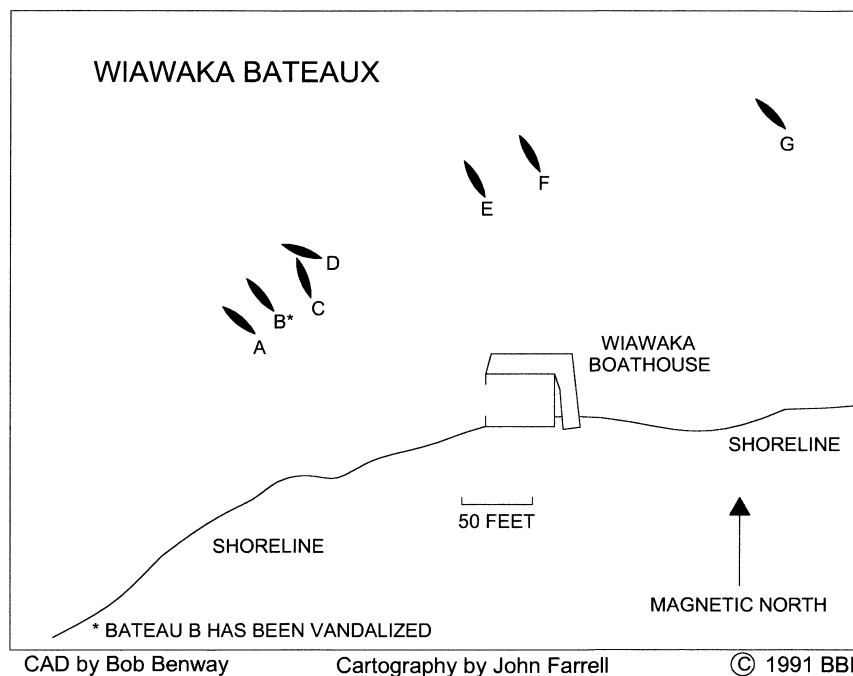 WIAWAKA BATEAUX
G
F
E
D
C
B*
A
WIAWAKA
BOATHOUSE
SHORELINE
50 FEET
SHORELINE
MAGNETIC NORTH
* BATEAU B HAS BEEN VANDALIZED
CAD by Bob Benway
Cartography by John Farrell
© 1991